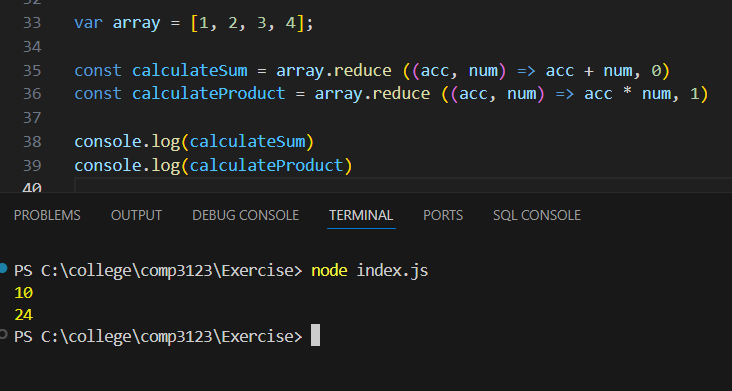 32
33 var array = [1, 2, 3, 4];
34
35 const calculateSum = array.reduce ((acc, num) => acc + num, 0)
36 const calculateProduct = array.reduce ((acc, num) => acc * num, 1)
37
38 console.log(calculateSum)
39 console.log(calculateProduct)
40
PROBLEMS OUTPUT DEBUG CONSOLE TERMINAL PORTS SQL CONSOLE
PS C:\college\comp3123\Exercise> node index.js
10
24
PS C:\college\comp3123\Exercise>